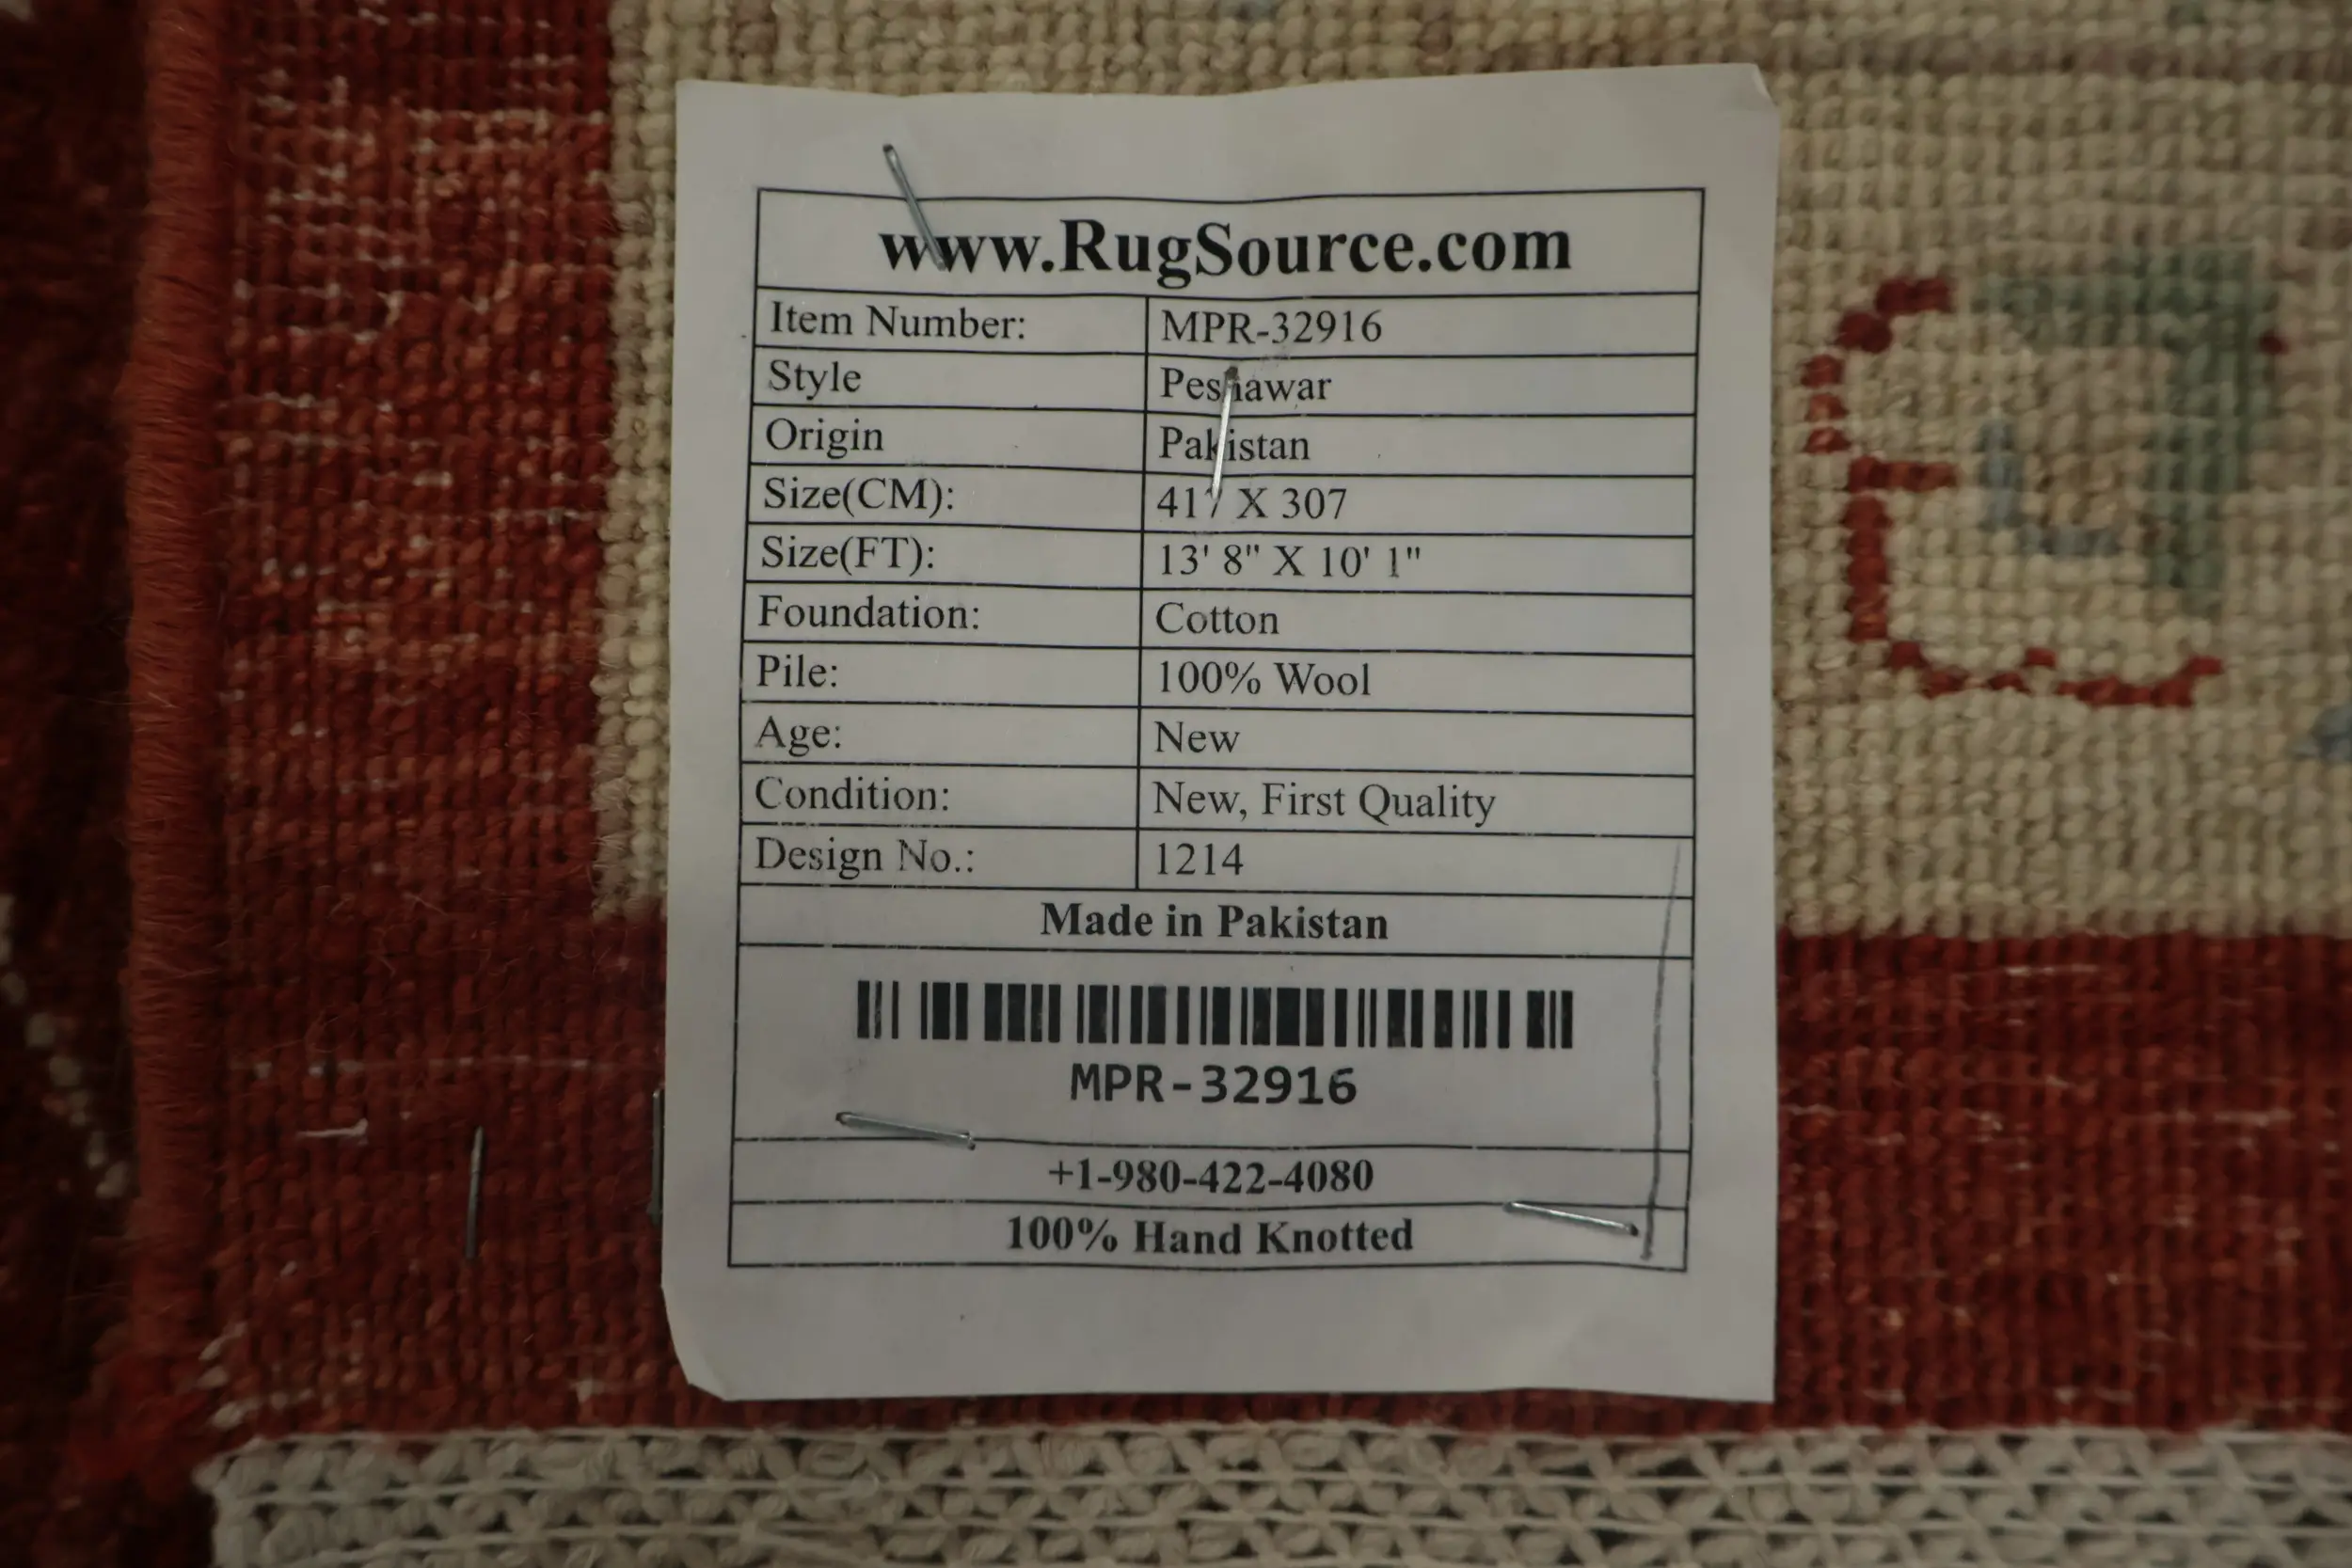 www.RugSource.com
Item Number: MPR-32916
Style Peshawar
Origin Pakistan
Size(CM): 417 X 307
Size(FT): 13' 8" X 10' 1"
Foundation: Cotton
Pile: 100% Wool
Age: New
Condition: New, First Quality
Design No.: 1214
Made in Pakistan
MPR-32916
+1-980-422-4080
100% Hand Knotted